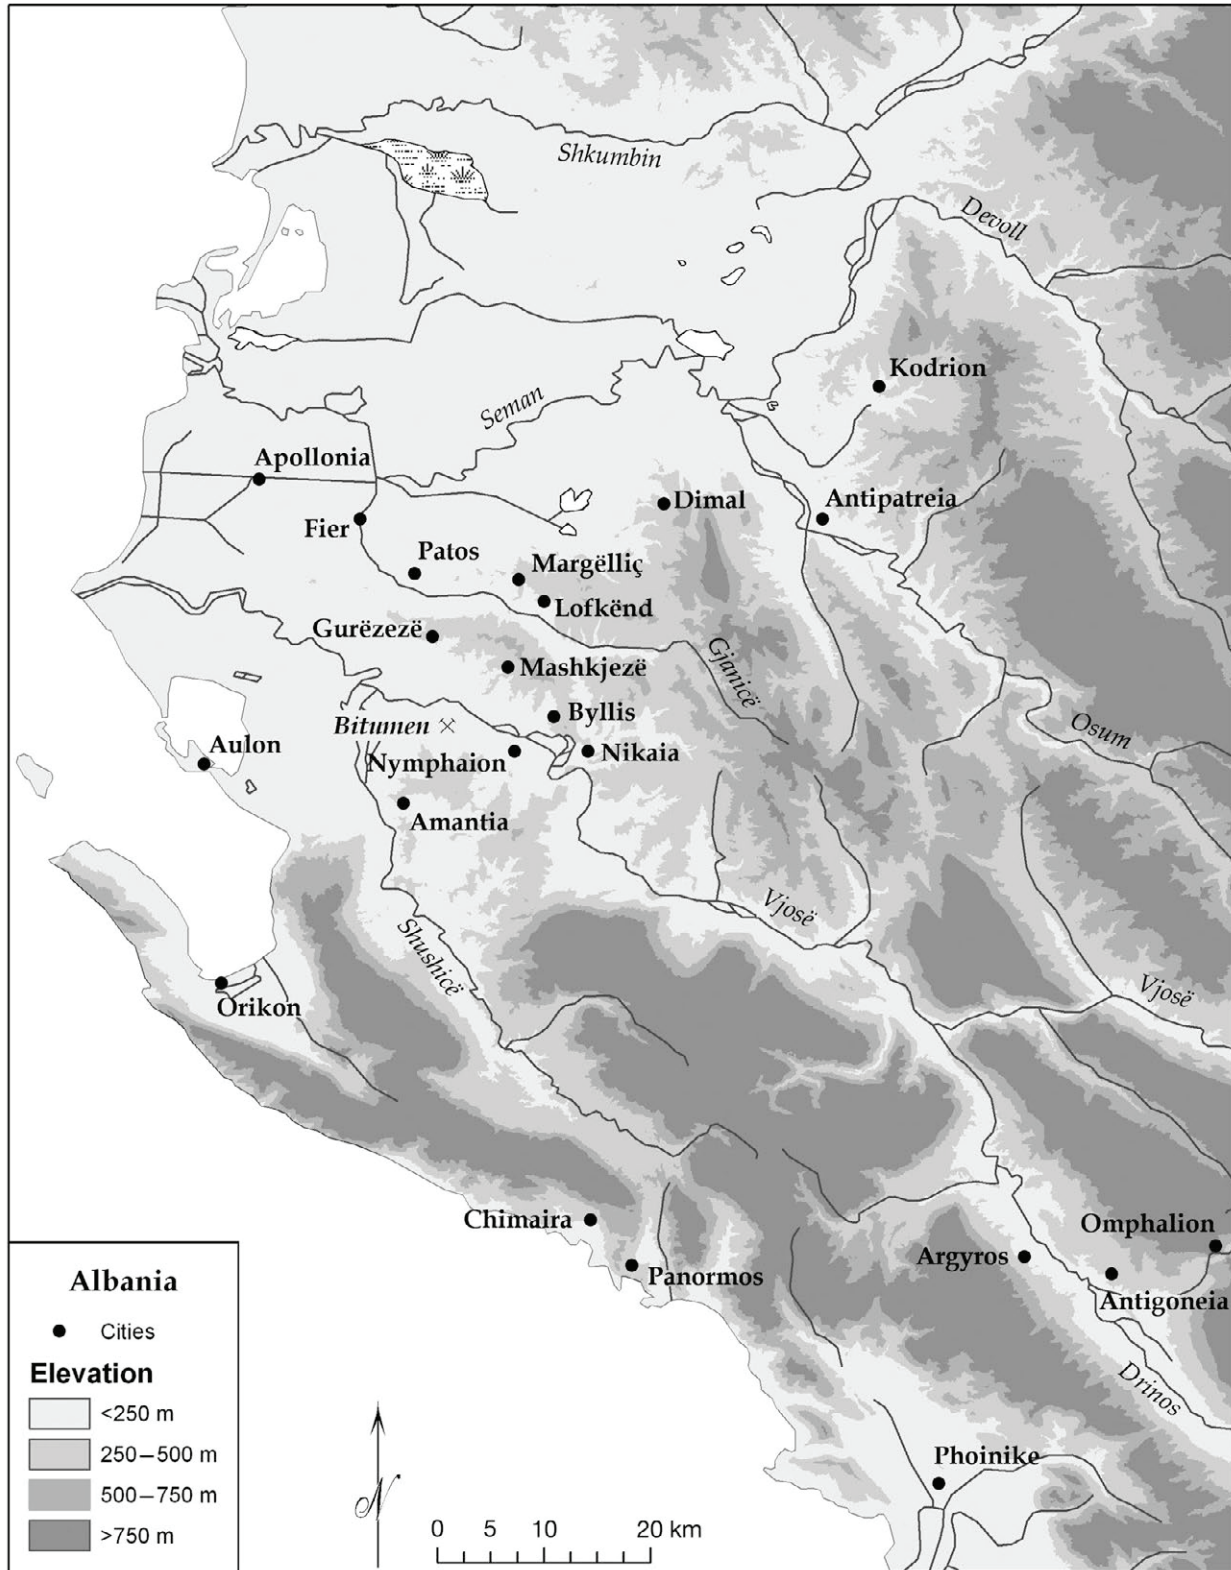 Shkumbin
Devoll
Kodrion
Seman
Apollonia
Dimal
Antipatreia
Fier
Patos
Margëlliç
Lofkënd
Gurëzezë
Mashkjezë
Gjanicë
Byllis
Osum
Bitumen
Aulon
Nymphaion
Nikaia
Amantia
Vjosë
Shushicë
Vjosë
Orikon
Chimaira
Omphalion
Argyros
Panormos
Antigoneia
Drinos
Phoinike
Albania
Cities
Elevation
<250 m
250–500 m
500–750 m
>750 m
N
0 5 10 20 km